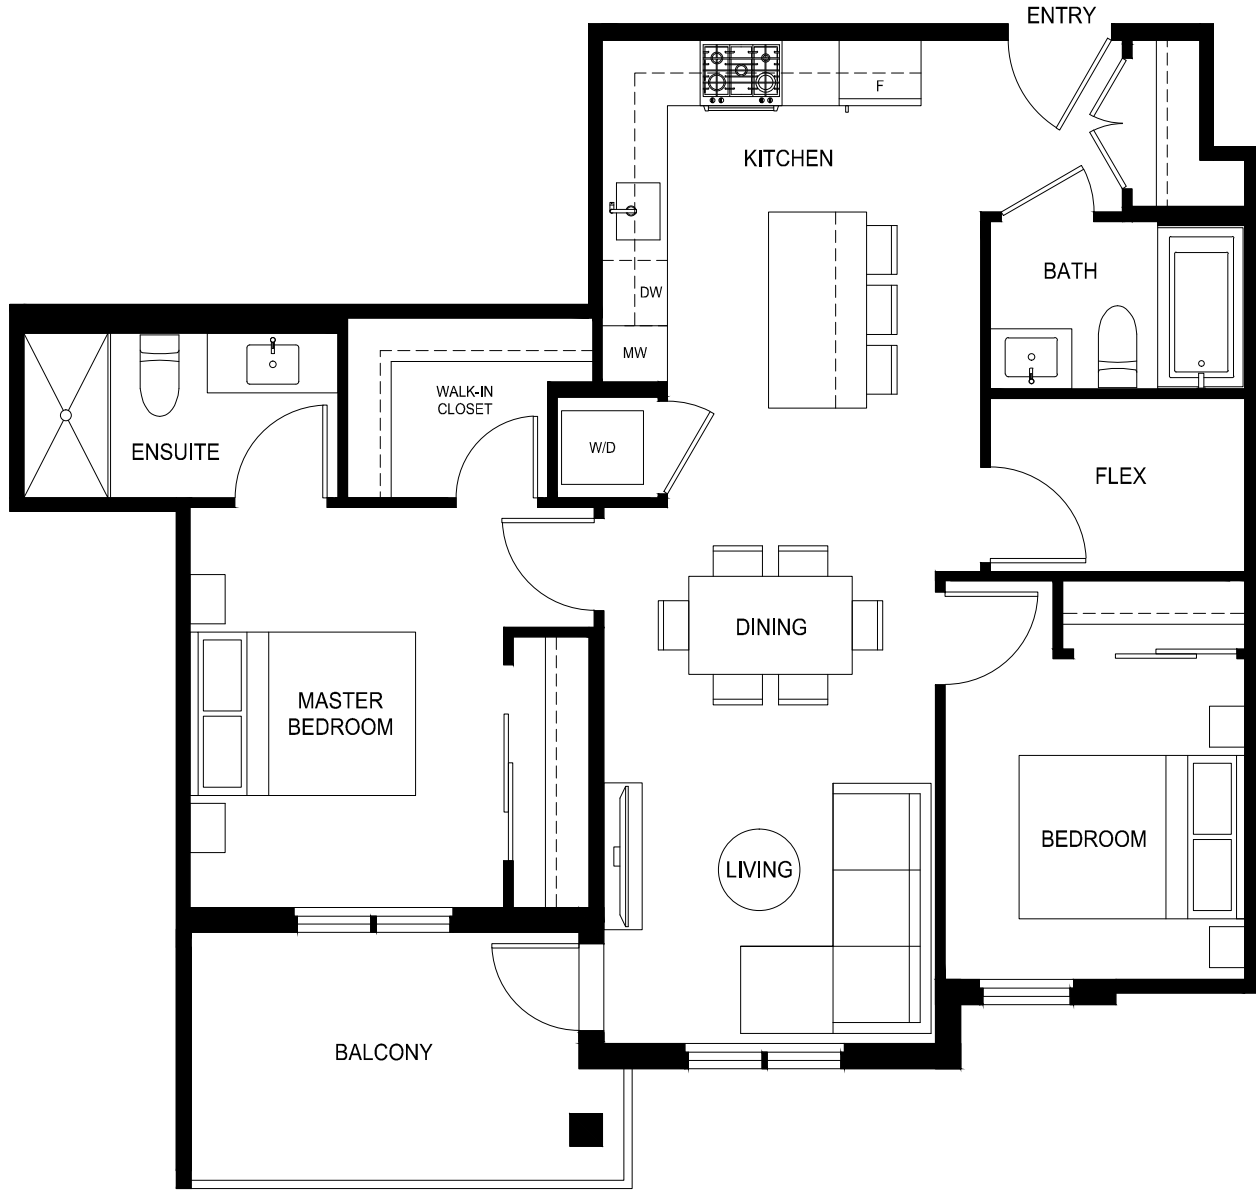 ENTRY
F
KITCHEN
BATH
DW
MW
WALK-IN
CLOSET
ENSUITE
W/D
FLEX
DINING
MASTER
BEDROOM
BEDROOM
LIVING
BALCONY